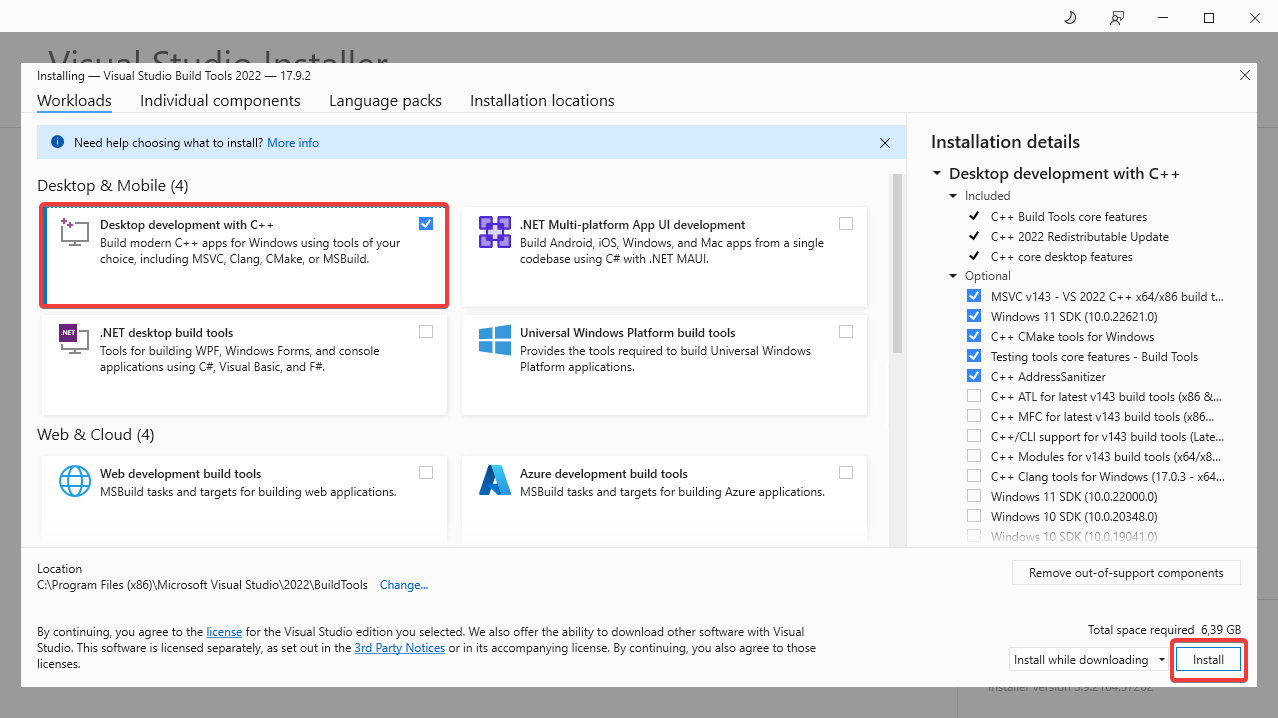 Visual Studio Installer
Installing — Visual Studio Build Tools 2022 — 17.9.2
Workloads
Individual components
Language packs
Installation locations
Need help choosing what to install? More info
Desktop & Mobile (4)
Desktop development with C++
Build modern C++ apps for Windows using tools of your
choice, including MSVC, Clang, CMake, or MSBuild.
.NET Multi-platform App UI development
Build Android, iOS, Windows, and Mac apps from a single
codebase using C# with .NET MAUI.
.NET
.NET desktop build tools
Tools for building WPF, Windows Forms, and console
applications using C#, Visual Basic, and F#.
Universal Windows Platform build tools
Provides the tools required to build Universal Windows
Platform applications.
Web & Cloud (4)
Web development build tools
MSBuild tasks and targets for building web applications.
Azure development build tools
MSBuild tasks and targets for building Azure applications.
Installation details
Desktop development with C++
Included
C++ Build Tools core features
C++ 2022 Redistributable Update
C++ core desktop features
Optional
MSVC v143 - VS 2022 C++ x64/x86 build t...
Windows 11 SDK (10.0.22621.0)
C++ CMake tools for Windows
Testing tools core features - Build Tools
C++ AddressSanitizer
C++ ATL for latest v143 build tools (x86 &...
C++ MFC for latest v143 build tools (x86...
C++/CLI support for v143 build tools (Late...
C++ Modules for v143 build tools (x64/x8...
C++ Clang tools for Windows (17.0.3 - x64...
Windows 11 SDK (10.0.22000.0)
Windows 10 SDK (10.0.20348.0)
Windows 10 SDK (10.0.19041.0)
Location
C:\Program Files (x86)\Microsoft Visual Studio\2022\BuildTools Change...
Remove out-of-support components
By continuing, you agree to the license for the Visual Studio edition you selected. We also offer the ability to download other software with Visual
Studio. This software is licensed separately, as set out in the 3rd Party Notices or in its accompanying license. By continuing, you also agree to those
licenses.
Total space required 6,39 GB
Install while downloading
Install